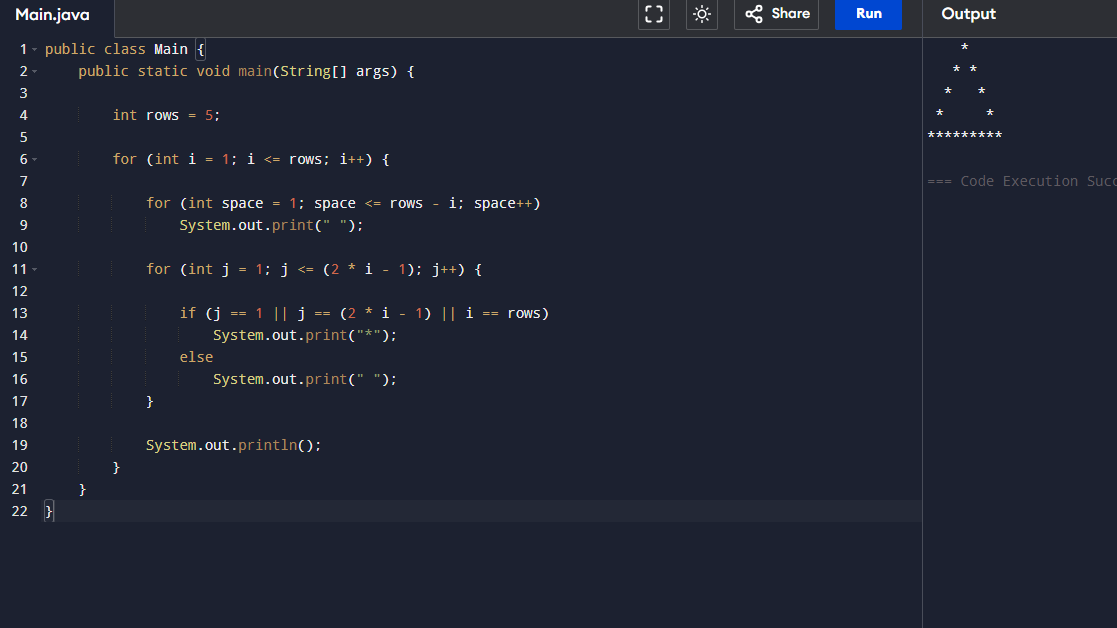 Main.java
Share
Run
Output
1 public class Main {
2     public static void main(String[] args) {
3
4         int rows = 5;
5
6         for (int i = 1; i <= rows; i++) {
7
8             for (int space = 1; space <= rows - i; space++)
9                 System.out.print(" ");
10
11             for (int j = 1; j <= (2 * i - 1); j++) {
12
13                 if (j == 1 || j == (2 * i - 1) || i == rows)
14                     System.out.print("*");
15                 else
16                     System.out.print(" ");
17             }
18
19             System.out.println();
20         }
21     }
22 }
    *
   * *
  *   *
 *     *
*********
=== Code Execution Succ